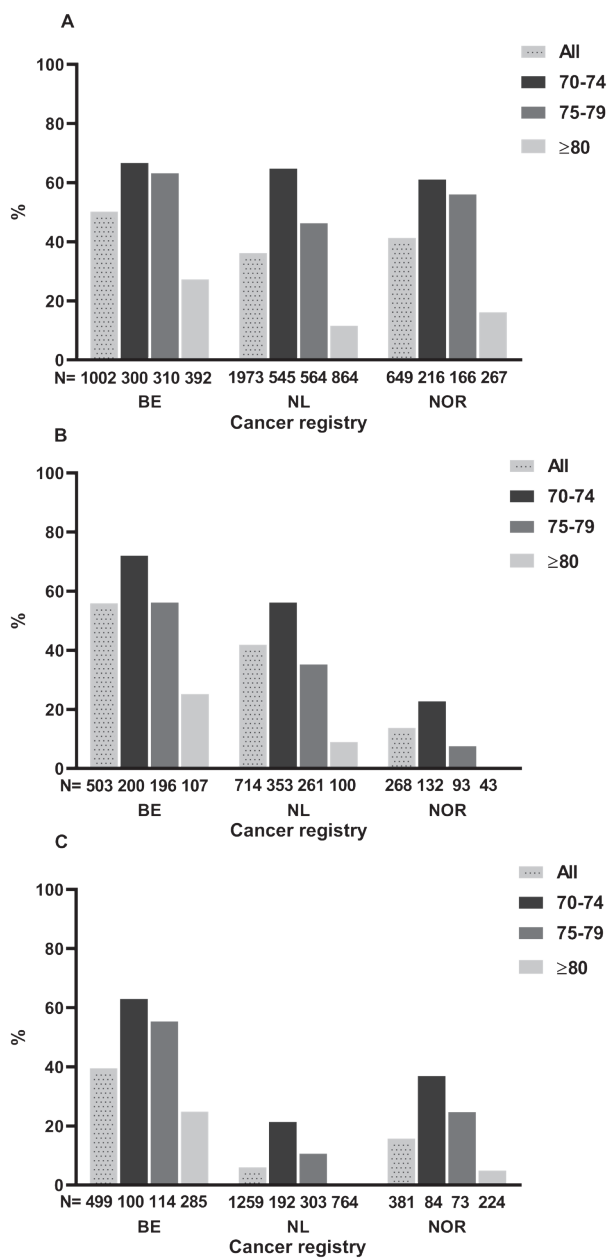 A
All
70-74
75-79
≥80
100
80
60
40
20
0
%
N= 1002 300 310 392 1973 545 564 864 649 216 166 267
BE NL NOR
Cancer registry
B
All
70-74
75-79
≥80
100
80
60
40
20
0
%
N= 503 200 196 107 714 353 261 100 268 132 93 43
BE NL NOR
Cancer registry
C
All
70-74
75-79
≥80
100
80
60
40
20
0
%
N= 499 100 114 285 1259 192 303 764 381 84 73 224
BE NL NOR
Cancer registry